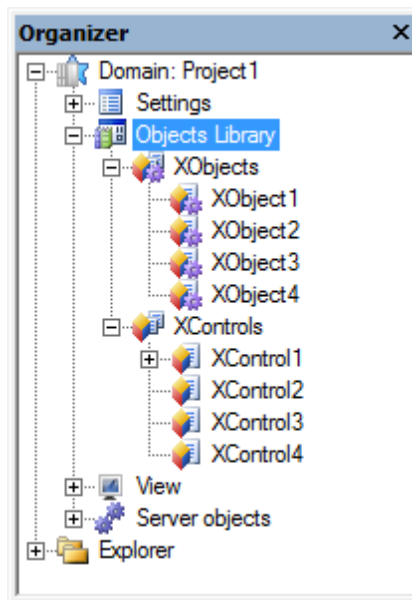 Organizer
Domain: Project1
Settings
Objects Library
XObjects
XObject1
XObject2
XObject3
XObject4
XControls
XControl1
XControl2
XControl3
XControl4
View
Server objects
Explorer